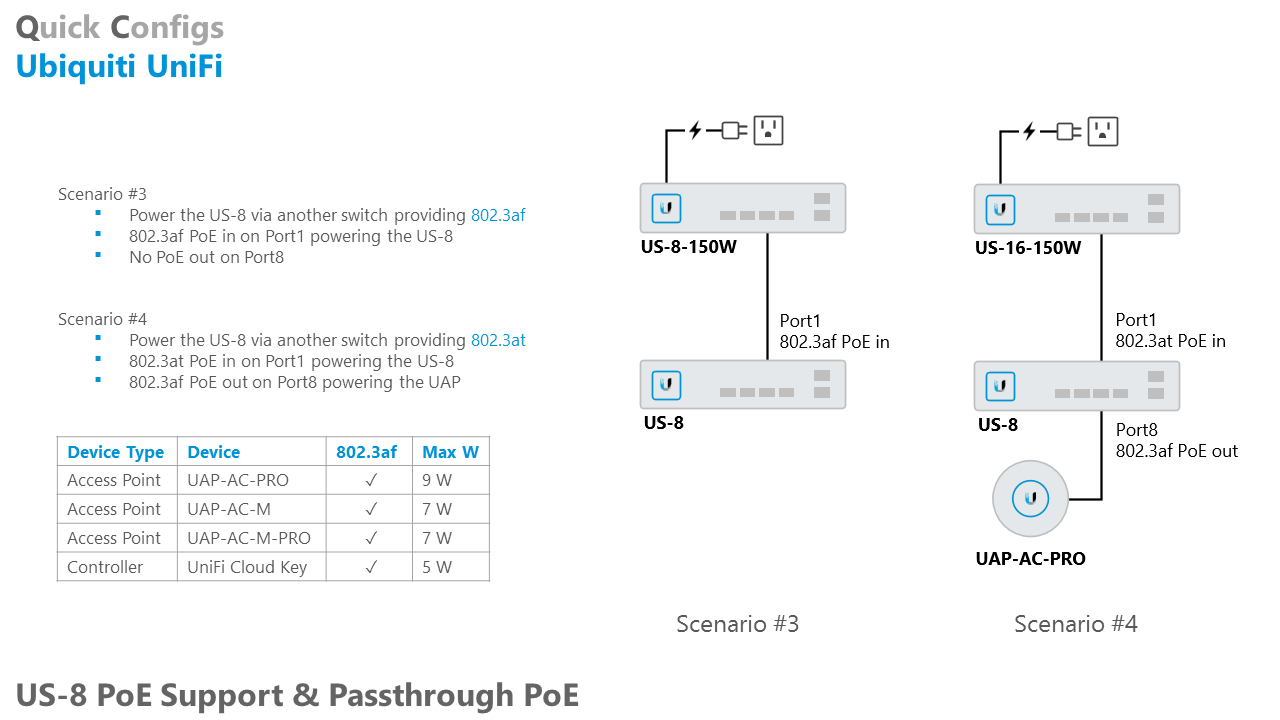 Quick Configs
Ubiquiti UniFi
Scenario #3
▪ Power the US-8 via another switch providing 802.3af
▪ 802.3af PoE in on Port1 powering the US-8
▪ No PoE out on Port8
Scenario #4
▪ Power the US-8 via another switch providing 802.3at
▪ 802.3at PoE in on Port1 powering the US-8
▪ 802.3af PoE out on Port8 powering the UAP
Device Type Device 802.3af Max W
Access Point UAP-AC-PRO ✓ 9 W
Access Point UAP-AC-M ✓ 7 W
Access Point UAP-AC-M-PRO ✓ 7 W
Controller UniFi Cloud Key ✓ 5 W
US-8-150W
Port1
802.3af PoE in
US-8
Scenario #3
US-16-150W
Port1
802.3at PoE in
US-8
Port8
802.3af PoE out
UAP-AC-PRO
Scenario #4
US-8 PoE Support & Passthrough PoE